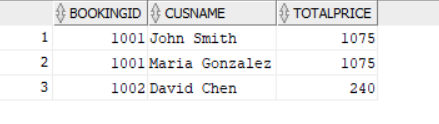 BOOKINGID CUSNAME TOTALPRICE
1 1001 John Smith 1075
2 1001 Maria Gonzalez 1075
3 1002 David Chen 240